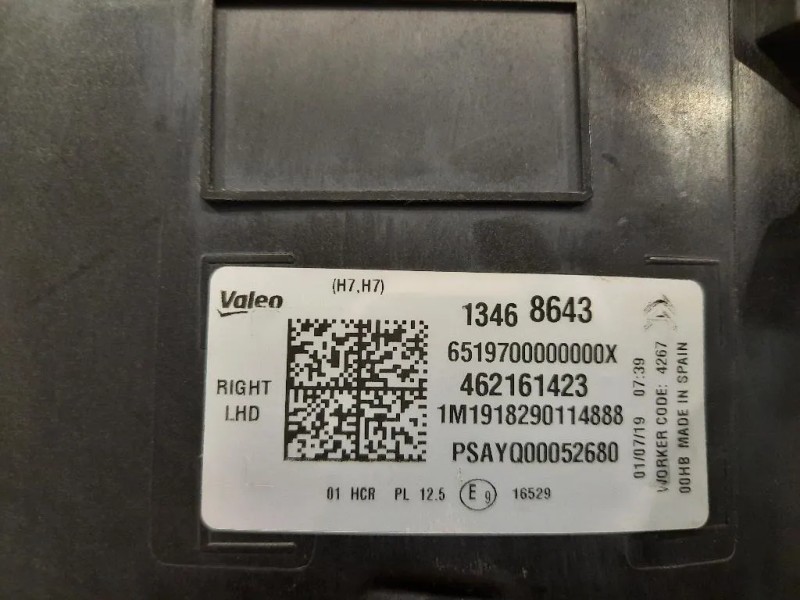 Valeo
(H7,H7)
1346 8643
6519700000000X
462161423
1M1918290114888
PSAYQ00052680
RIGHT
LHD
01 HCR PL 12.5 E9 16529
01/07/19 07:39
WORKER CODE: 4267
00HB MADE IN SPAIN